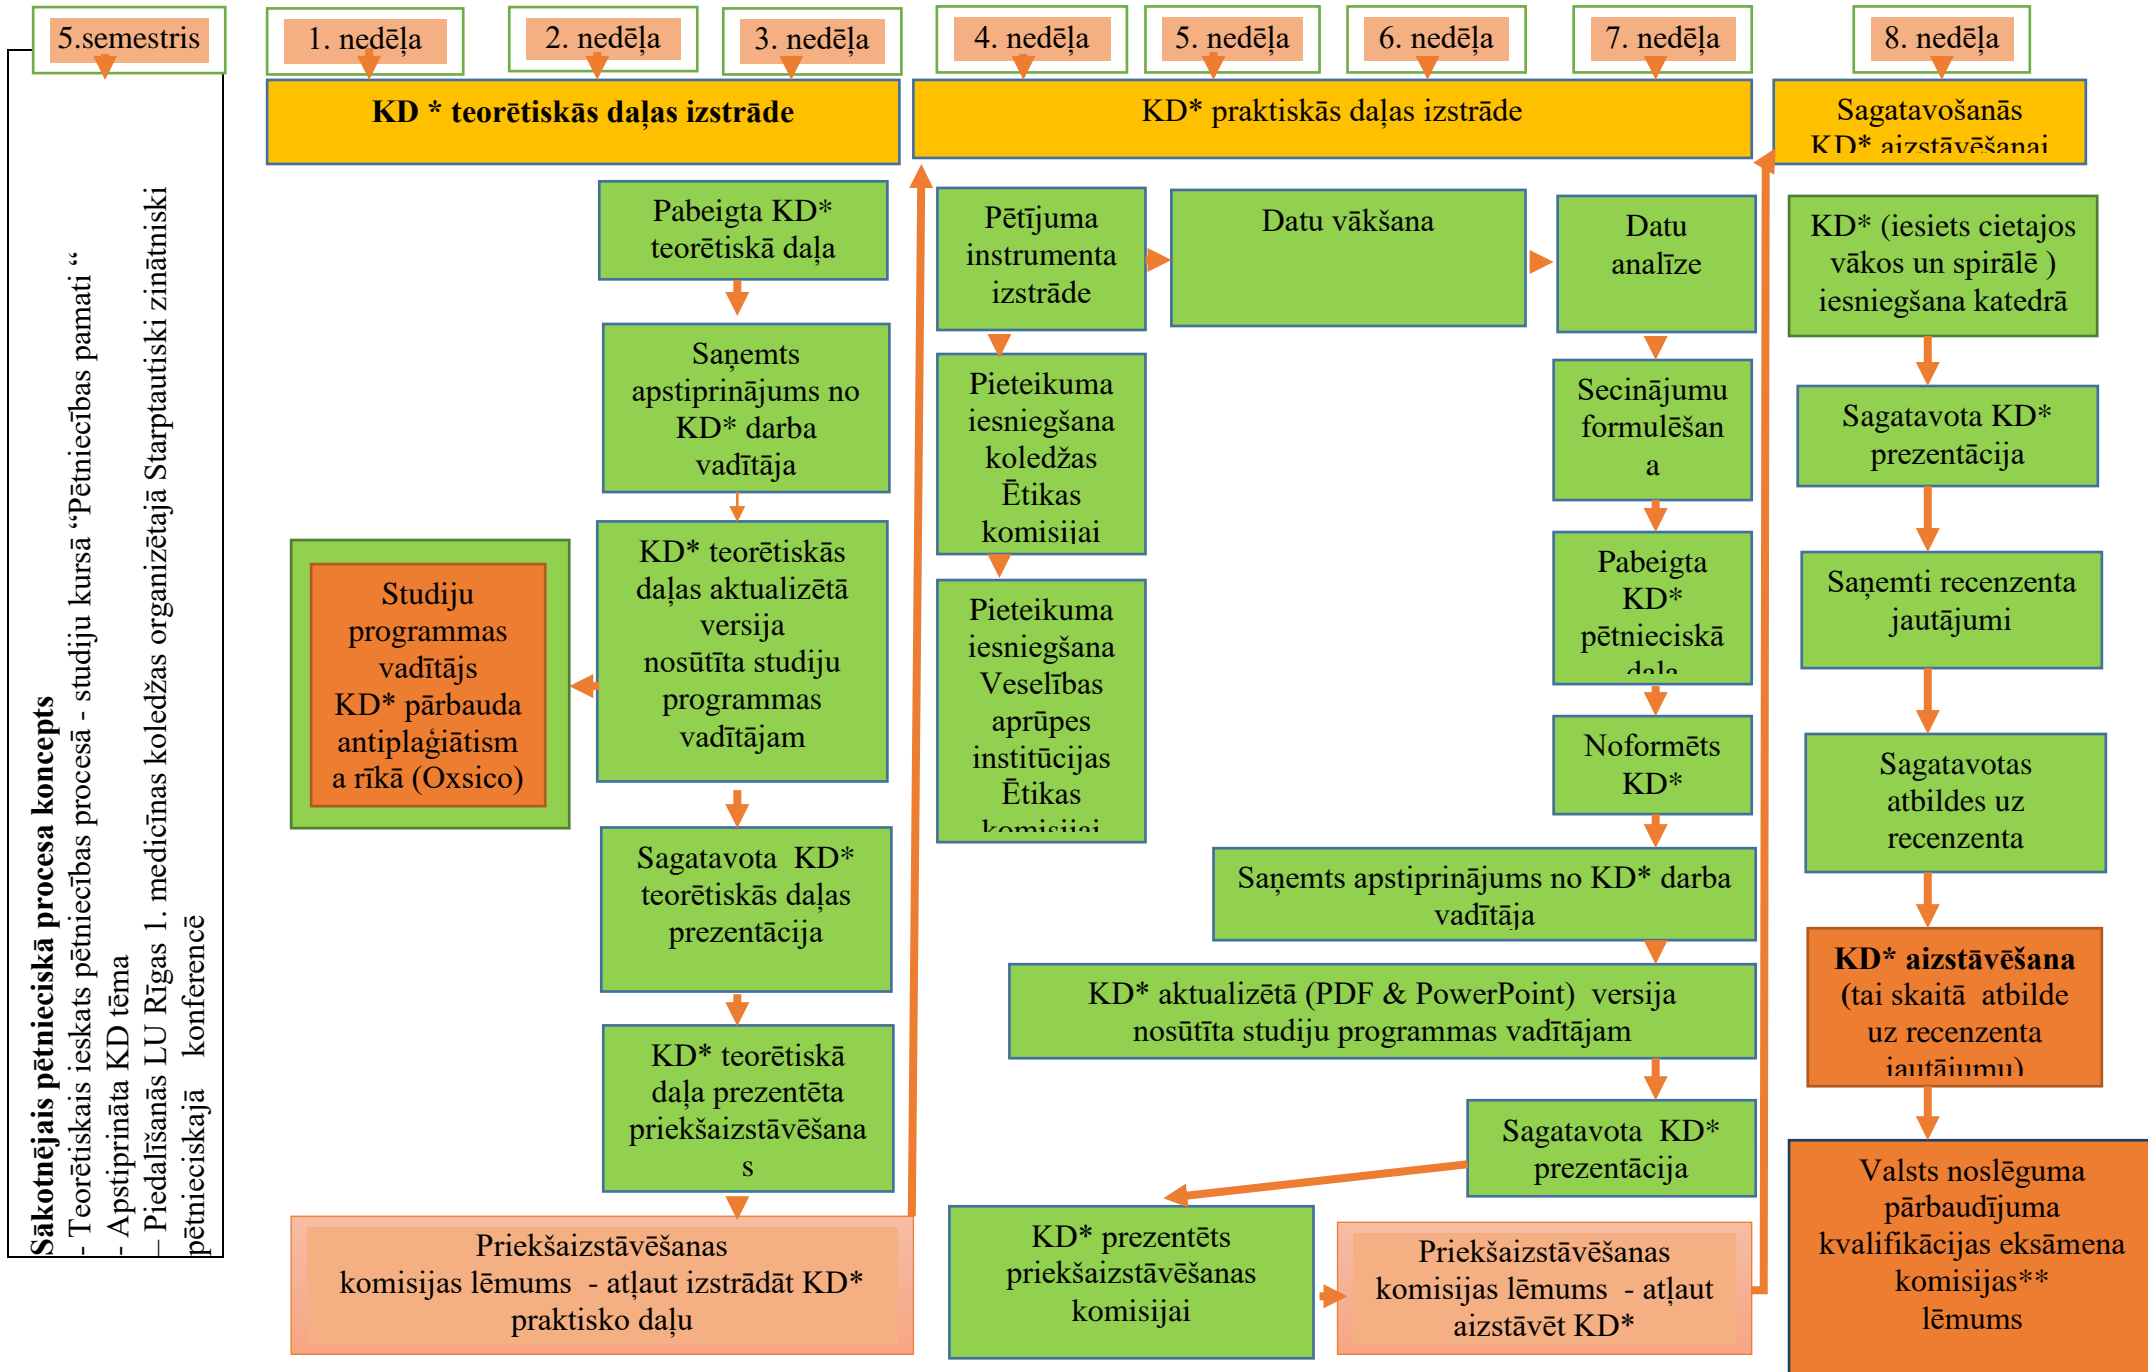 5.semestris
1. nedēļa
2. nedēļa
3. nedēļa
4. nedēļa
5. nedēļa
6. nedēļa
7. nedēļa
8. nedēļa
Sākotnējais pētnieciskā procesa koncepts
- Teorētiskais ieskats pētniecības procesā - studiju kursā “Pētniecības pamati “
- Apstiprināta KD tēma
– Piedalīšanās LU Rīgas 1. medicīnas koledžas organizētajā Starptautiski zinātniski
pētnieciskajā konferencē
KD * teorētiskās daļas izstrāde
Pabeigta KD*
teorētiskā daļa
Saņemts
apstiprinājums no
KD* darba
vadītāja
KD* teorētiskās
daļas aktualizētā
versija
nosūtīta studiju
programmas
vadītājam
Studiju
programmas
vadītājs
KD* pārbauda
antiplaģiātism
a rīkā (Oxsico)
Sagatavota KD*
teorētiskās daļas
prezentācija
KD* teorētiskā
daļa prezentēta
priekšaizstāvēšana
s
Priekšaizstāvēšanas
komisijas lēmums - atļaut izstrādāt KD*
praktisko daļu
KD* praktiskās daļas izstrāde
Pētījuma
instrumenta
izstrāde
Pieteikuma
iesniegšana
koledžas
Ētikas
komisijai
Pieteikuma
iesniegšana
Veselības
aprūpes
institūcijas
Ētikas
komisijai
Datu vākšana
Datu
analīze
Secinājumu
formulēšan
a
Pabeigta
KD*
pētnieciskā
daļa
Noformēts
KD*
Saņemts apstiprinājums no KD* darba
vadītāja
KD* aktualizētā (PDF & PowerPoint) versija
nosūtīta studiju programmas vadītājam
Sagatavota KD*
prezentācija
KD* prezentēts
priekšaizstāvēšanas
komisijai
Priekšaizstāvēšanas
komisijas lēmums - atļaut
aizstāvēt KD*
Sagatavošanās
KD* aizstāvēšanai
KD* (iesiets cietajos
vākos un spirālē )
iesniegšana katedrā
Sagatavota KD*
prezentācija
Saņemti recenzenta
jautājumi
Sagatavotas
atbildes uz
recenzenta
KD* aizstāvēšana
(tai skaitā atbilde
uz recenzenta
jautājumu)
Valsts noslēguma
pārbaudījuma
kvalifikācijas eksāmena
komisijas**
lēmums